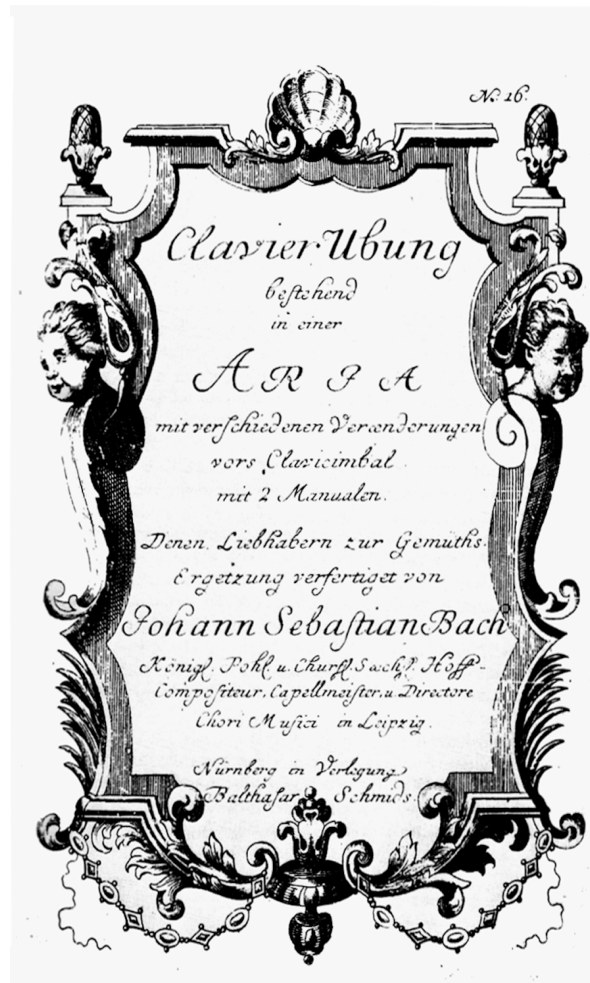 No. 16.
Clavier Ubung
bestehend
in einer
ARIA
mit verschiedenen Verænderungen
vors Clavicimbal
mit 2 Manualen.
Denen Liebhabern zur Gemüths-
Ergetzung verfertiget von
Johann Sebastian Bach
Königl. Pohl. u. Churfl. Sæchs. Hoff-
Compositeur, Capellmeister, u. Directore
Chori Musici in Leipzig.
Nürnberg in Verlegung
Balthasar Schmids